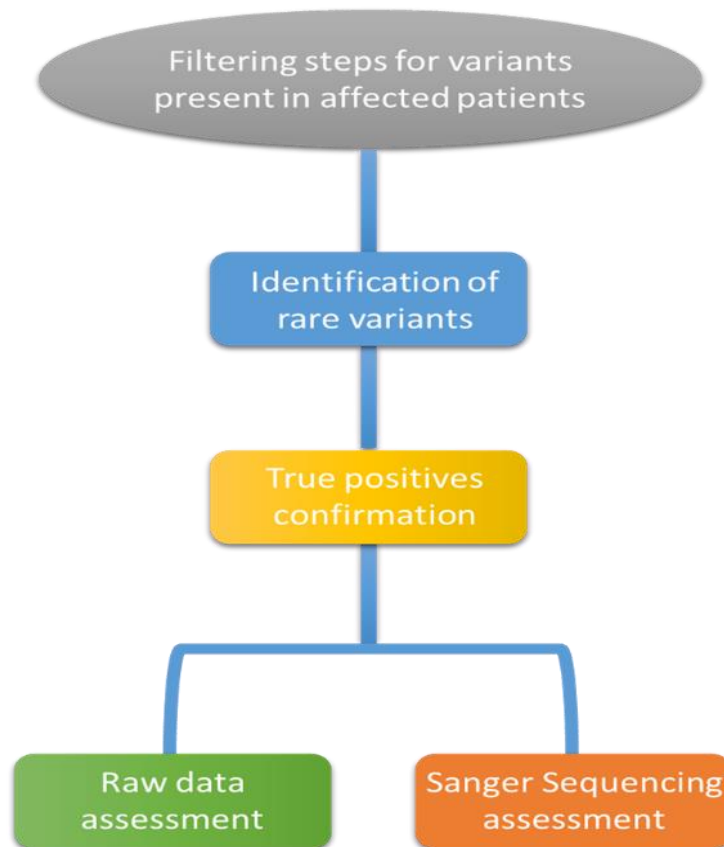 Filtering steps for variants
present in affected patients
Identification of
rare variants
True positives
confirmation
Raw data
assessment
Sanger Sequencing
assessment